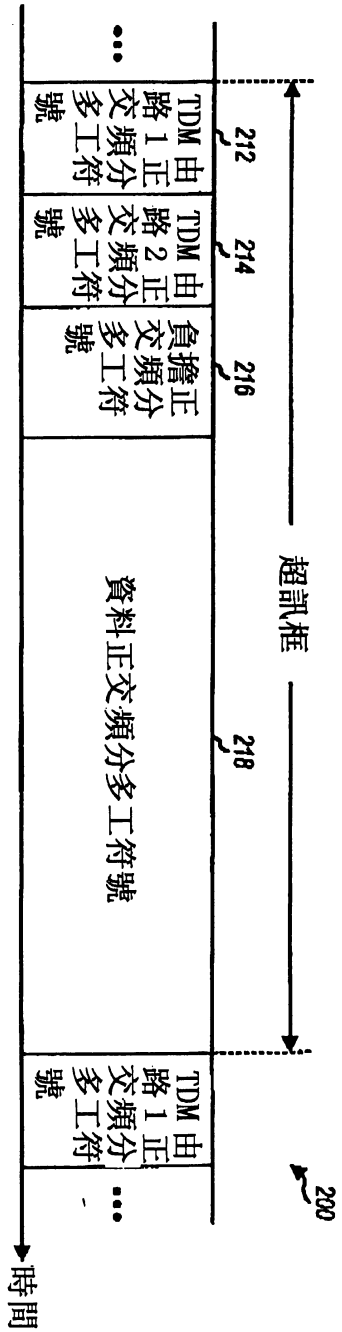 200
超訊框
212
214
216
218
•••
TDM 由
路1正
交頻分
多工符
號
TDM 由
路2正
交頻分
多工符
號
負擔正
交頻分
多工符
號
資料正交頻分多工符號
TDM 由
路1正
交頻分
多工符
號
•••
時間